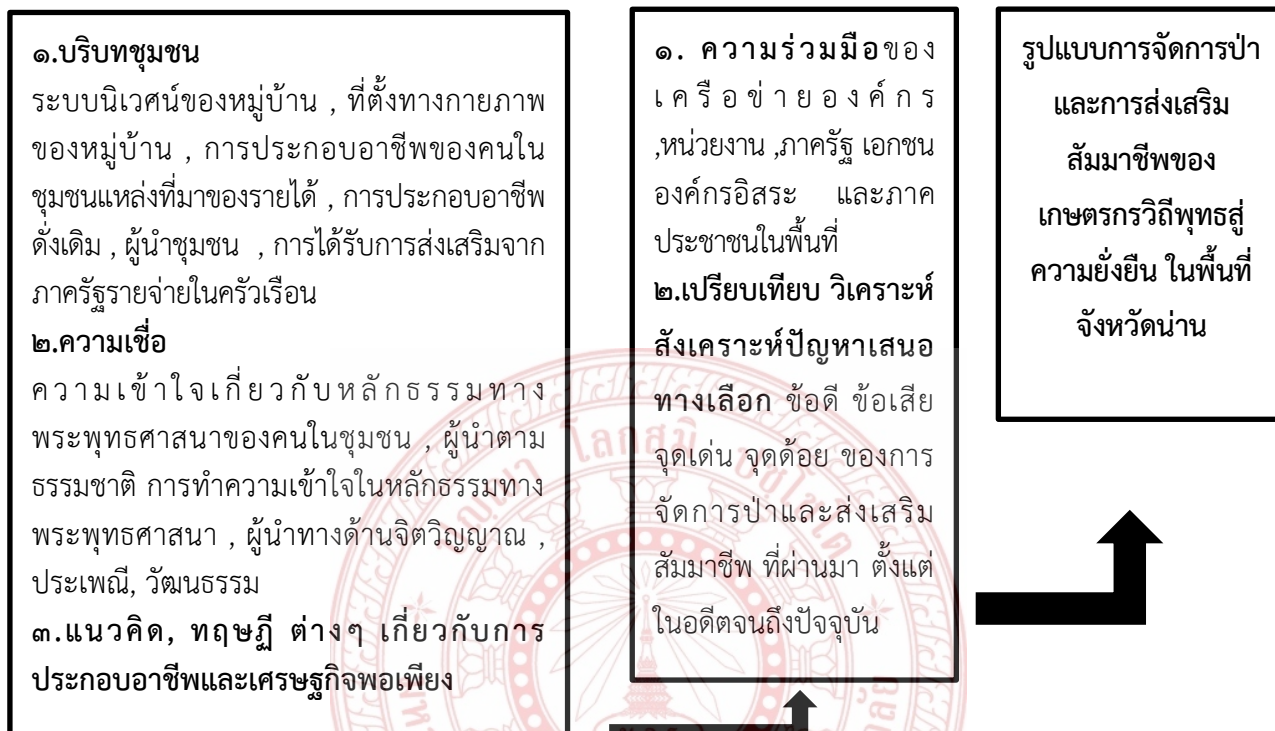 ๑.บริบทชุมชน
ระบบนิเวศน์ของหมู่บ้าน , ที่ตั้งทางกายภาพ
ของหมู่บ้าน , การประกอบอาชีพของคนใน
ชุมชนแหล่งที่มาของรายได้ , การประกอบอาชีพ
ดั่งเดิม , ผู้นำชุมชน , การได้รับการส่งเสริมจาก
ภาครัฐรายจ่ายในครัวเรือน
๒.ความเชื่อ
ความเข้าใจเกี่ยวกับหลักธรรมทาง
พระพุทธศาสนาของคนในชุมชน , ผู้นำตาม
ธรรมชาติ การทำความเข้าใจในหลักธรรมทาง
พระพุทธศาสนา , ผู้นำทางด้านจิตวิญญาณ ,
ประเพณี, วัฒนธรรม
๓.แนวคิด, ทฤษฏี ต่างๆ เกี่ยวกับการ
ประกอบอาชีพและเศรษฐกิจพอเพียง
๑. ความร่วมมือของ
เครือข่ายองค์กร
,หน่วยงาน ,ภาครัฐ เอกชน
องค์กรอิสระ และภาค
ประชาชนในพื้นที่
๒.เปรียบเทียบ วิเคราะห์
สังเคราะห์ปัญหาเสนอ
ทางเลือก ข้อดี ข้อเสีย
จุดเด่น จุดด้อย ของการ
จัดการป่าและส่งเสริม
สัมมาชีพ ที่ผ่านมา ตั้งแต่
ในอดีตจนถึงปัจจุบัน
รูปแบบการจัดการป่า
และการส่งเสริม
สัมมาชีพของ
เกษตรกรวิถีพุทธสู่
ความยั่งยืน ในพื้นที่
จังหวัดน่าน